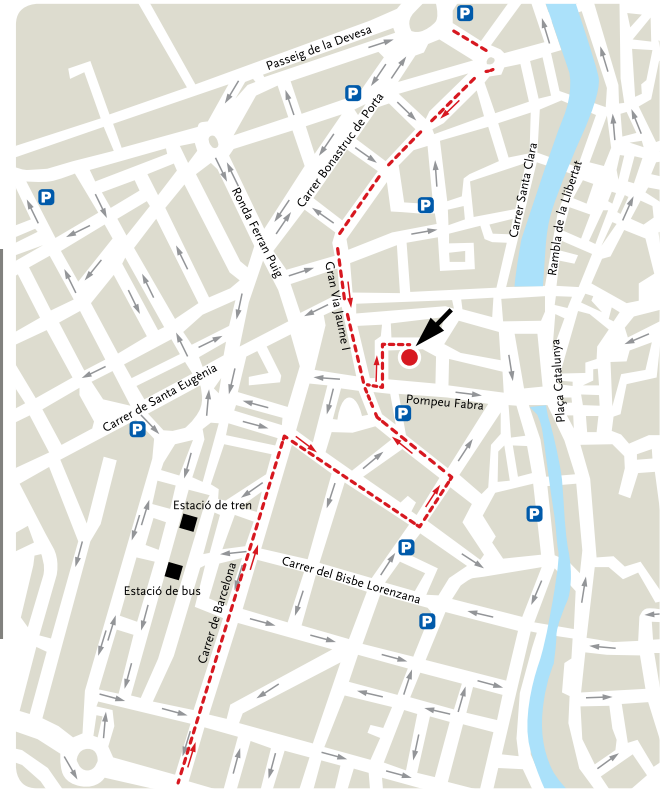 P
Passeig de la Devesa
P
Carrer Bonastruc de Porta
Carrer Santa Clara
Rambla de la Llibertat
P
P
Ronda Ferran Puig
Gran Via Jaume I
Plaça Catalunya
Carrer de Santa Eugènia
Pompeu Fabra
P
P
Estació de tren
P
P
Carrer del Bisbe Lorenzana
Estació de bus
Carrer de Barcelona
P